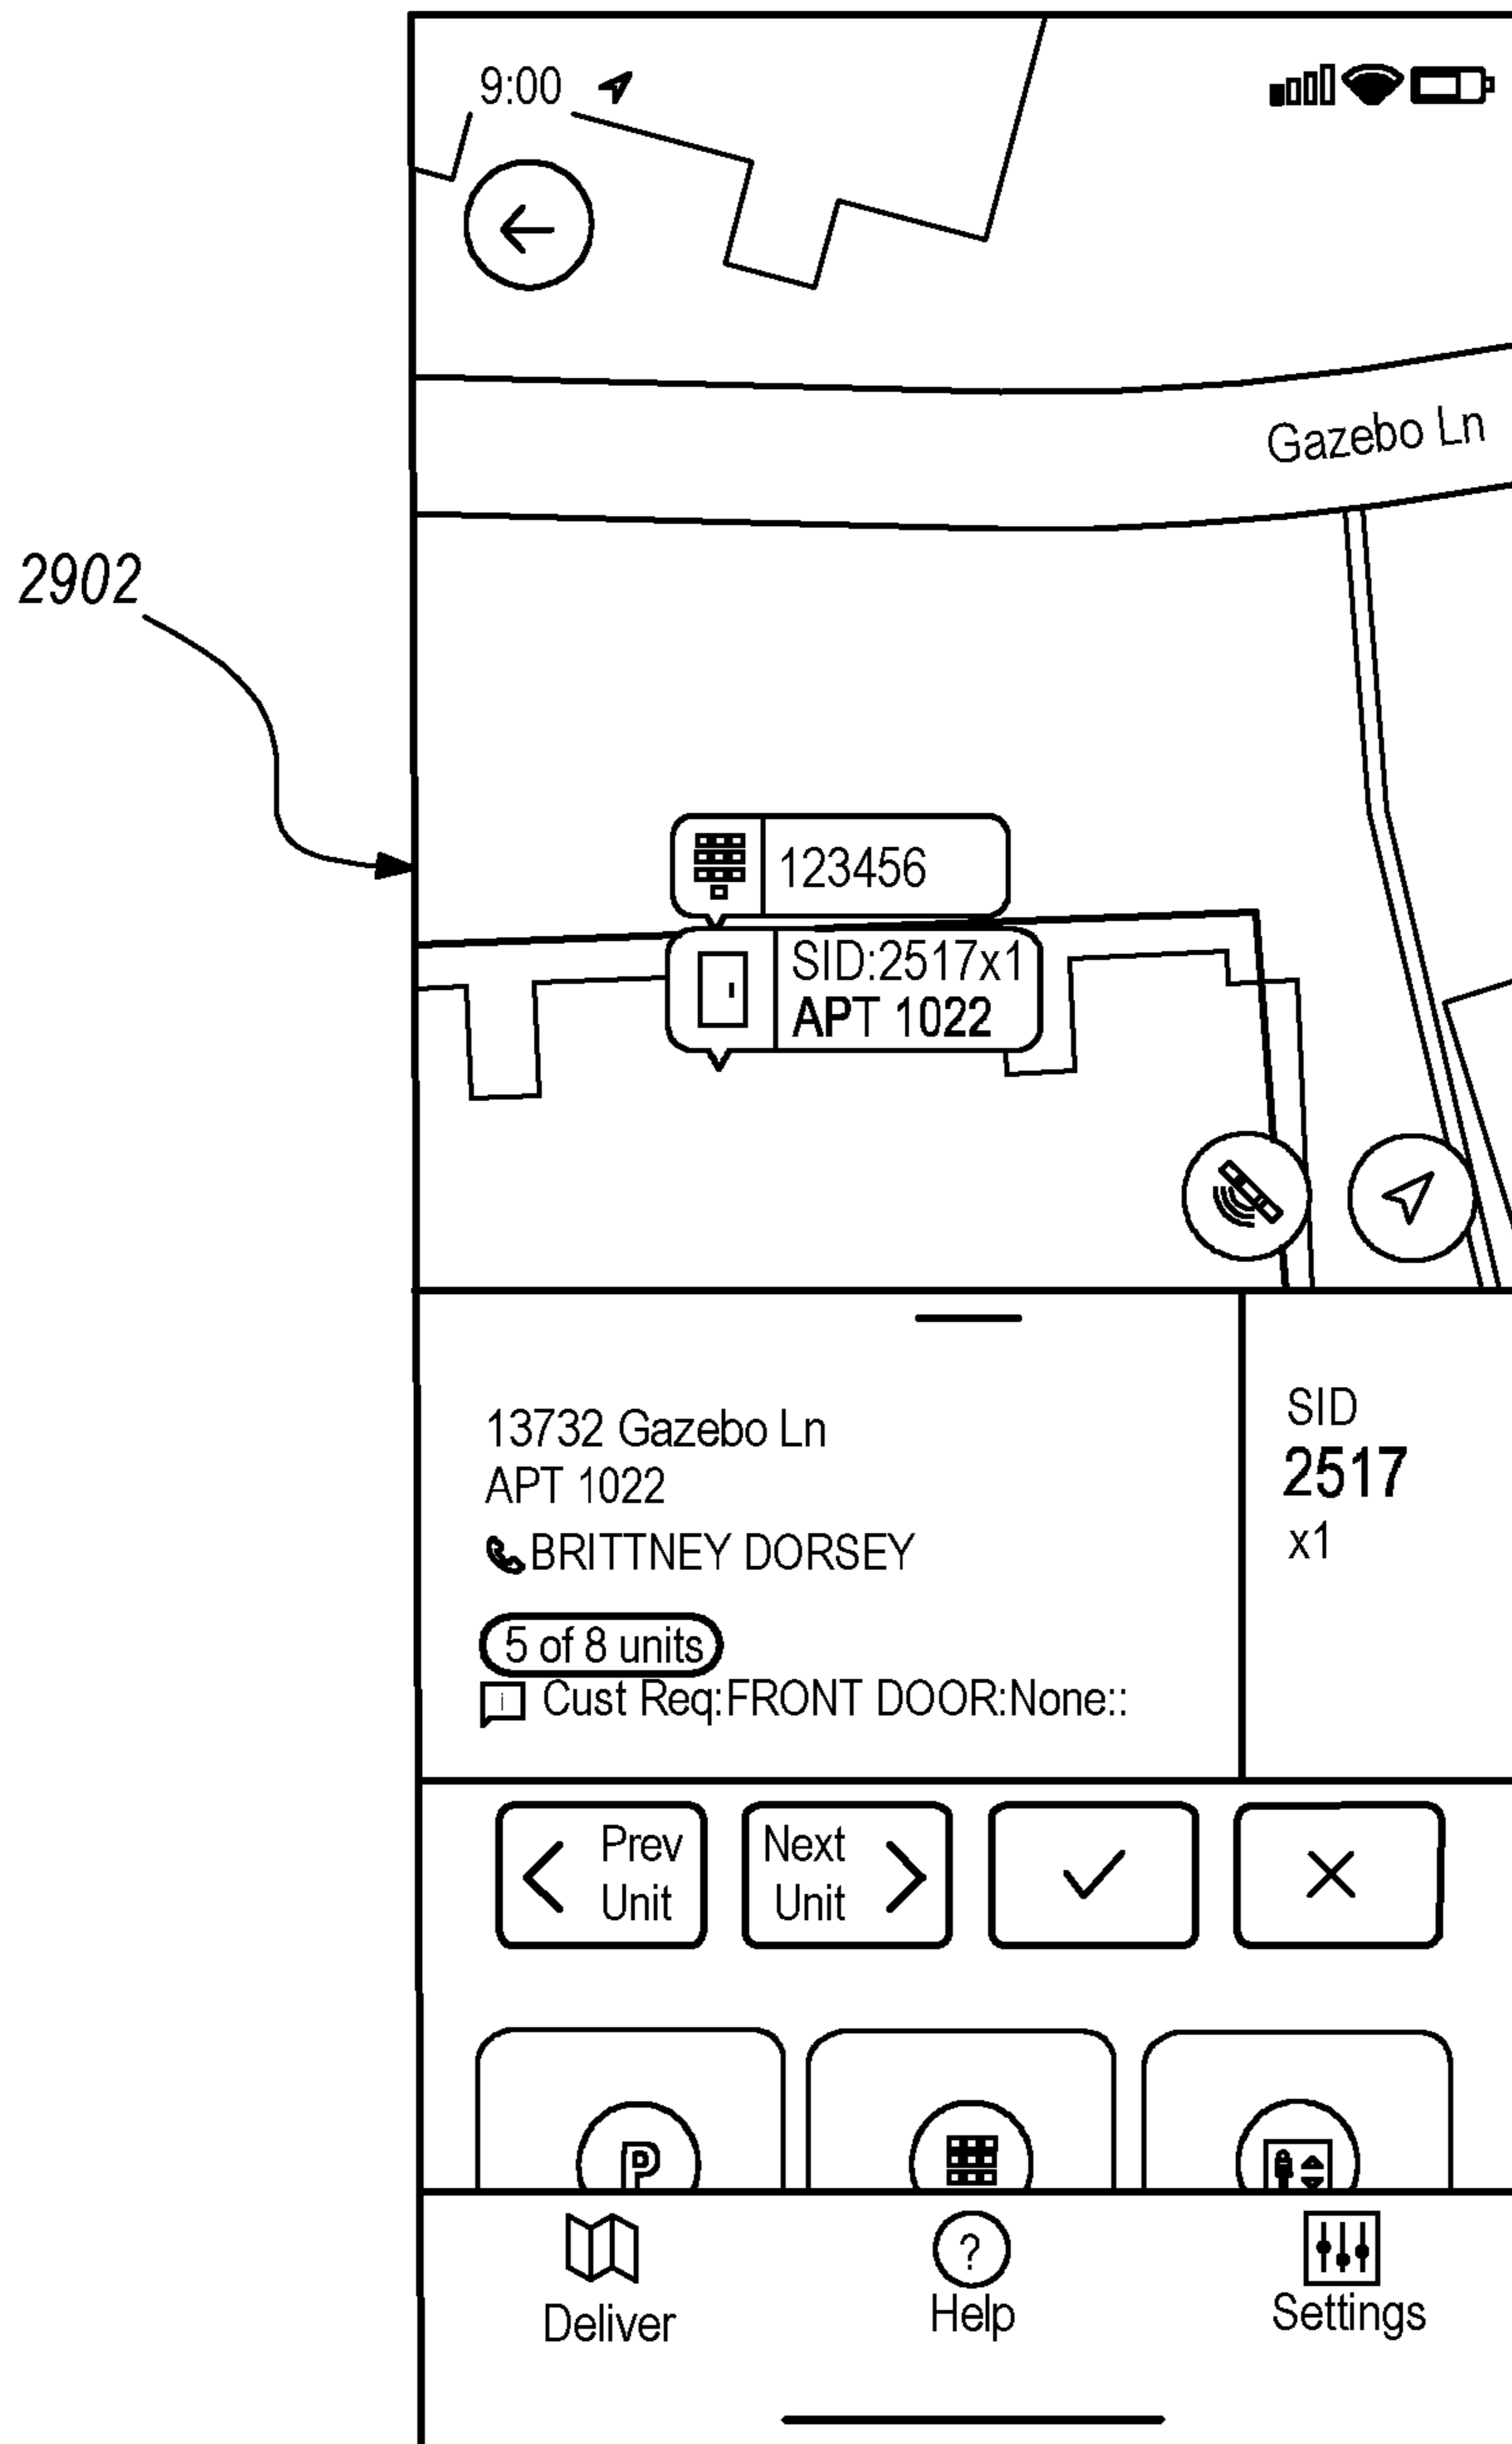 9:00
Gazebo Ln
2902
123456
SID:2517x1
APT 1022
13732 Gazebo Ln
APT 1022
BRITTNEY DORSEY
5 of 8 units
i Cust Req:FRONT DOOR:None::
SID
2517
x1
Prev
Unit
Next
Unit
P
?
Deliver
Help
Settings